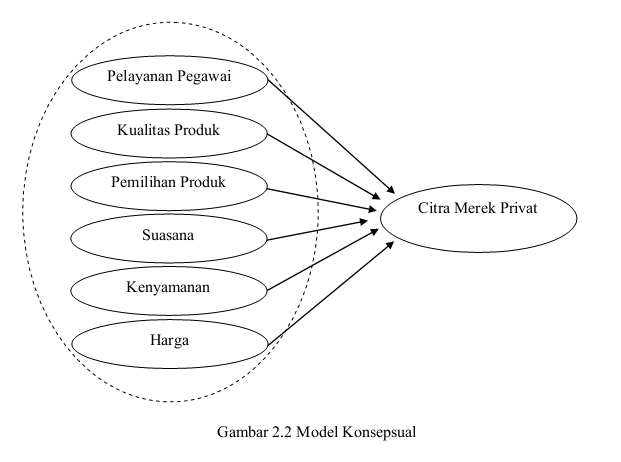 Pelayanan Pegawai
Kualitas Produk
Pemilihan Produk
Suasana
Kenyamanan
Harga
Citra Merek Privat
Gambar 2.2 Model Konsepsual